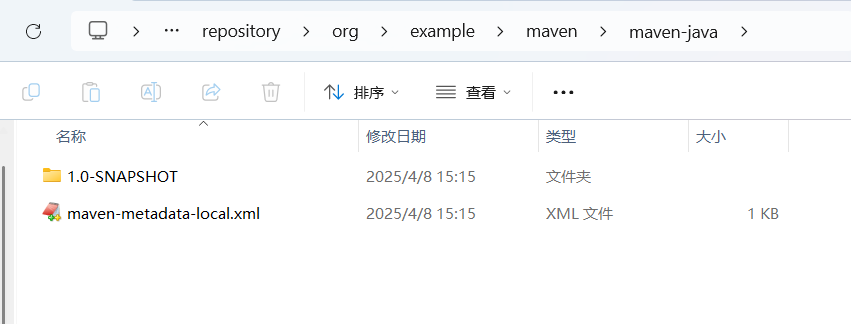 repository > org > example > maven > maven-java >
排序 查看
名称 修改日期 类型 大小
1.0-SNAPSHOT 2025/4/8 15:15 文件夹
maven-metadata-local.xml 2025/4/8 15:15 XML 文件 1 KB